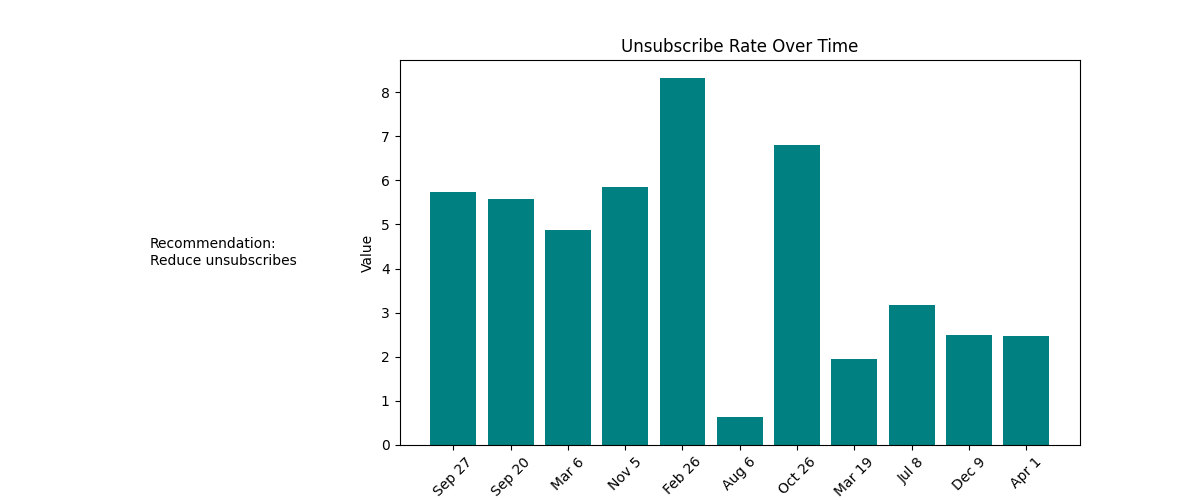 Unsubscribe Rate Over Time
Recommendation:
Reduce unsubscribes
Value
8
7
6
5
4
3
2
1
0
Sep 27
Sep 20
Mar 6
Nov 5
Feb 26
Aug 6
Oct 26
Mar 19
Jul 8
Dec 9
Apr 1